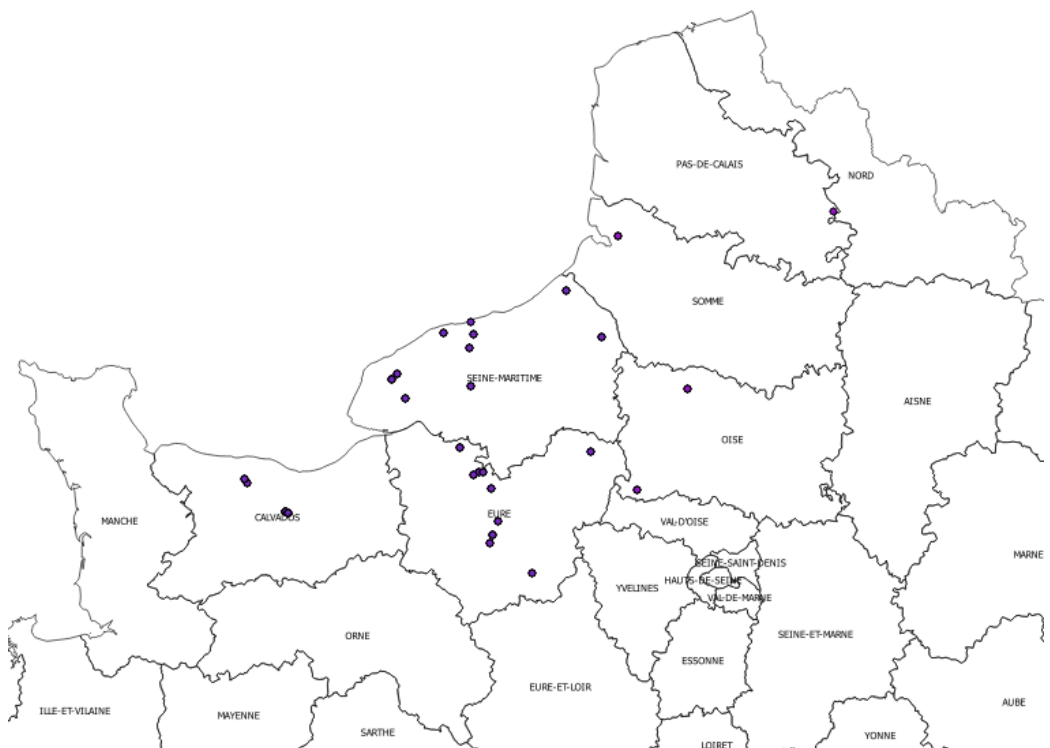 PAS-DE-CALAIS
NORD
SOMME
SEINE-MARITIME
AISNE
OISE
CALVADOS
EURE
MANCHE
VAL-D'OISE
MARNE
SEINE-SAINT-DENIS
HAUTS-DE-SEINE
YVELINES
VAL-DE-MARNE
ORNE
SEINE-ET-MARNE
ESSONNE
EURE-ET-LOIR
AUBE
ILLE-ET-VILAINE
MAYENNE
SARTHE
YONNE
LOIRET